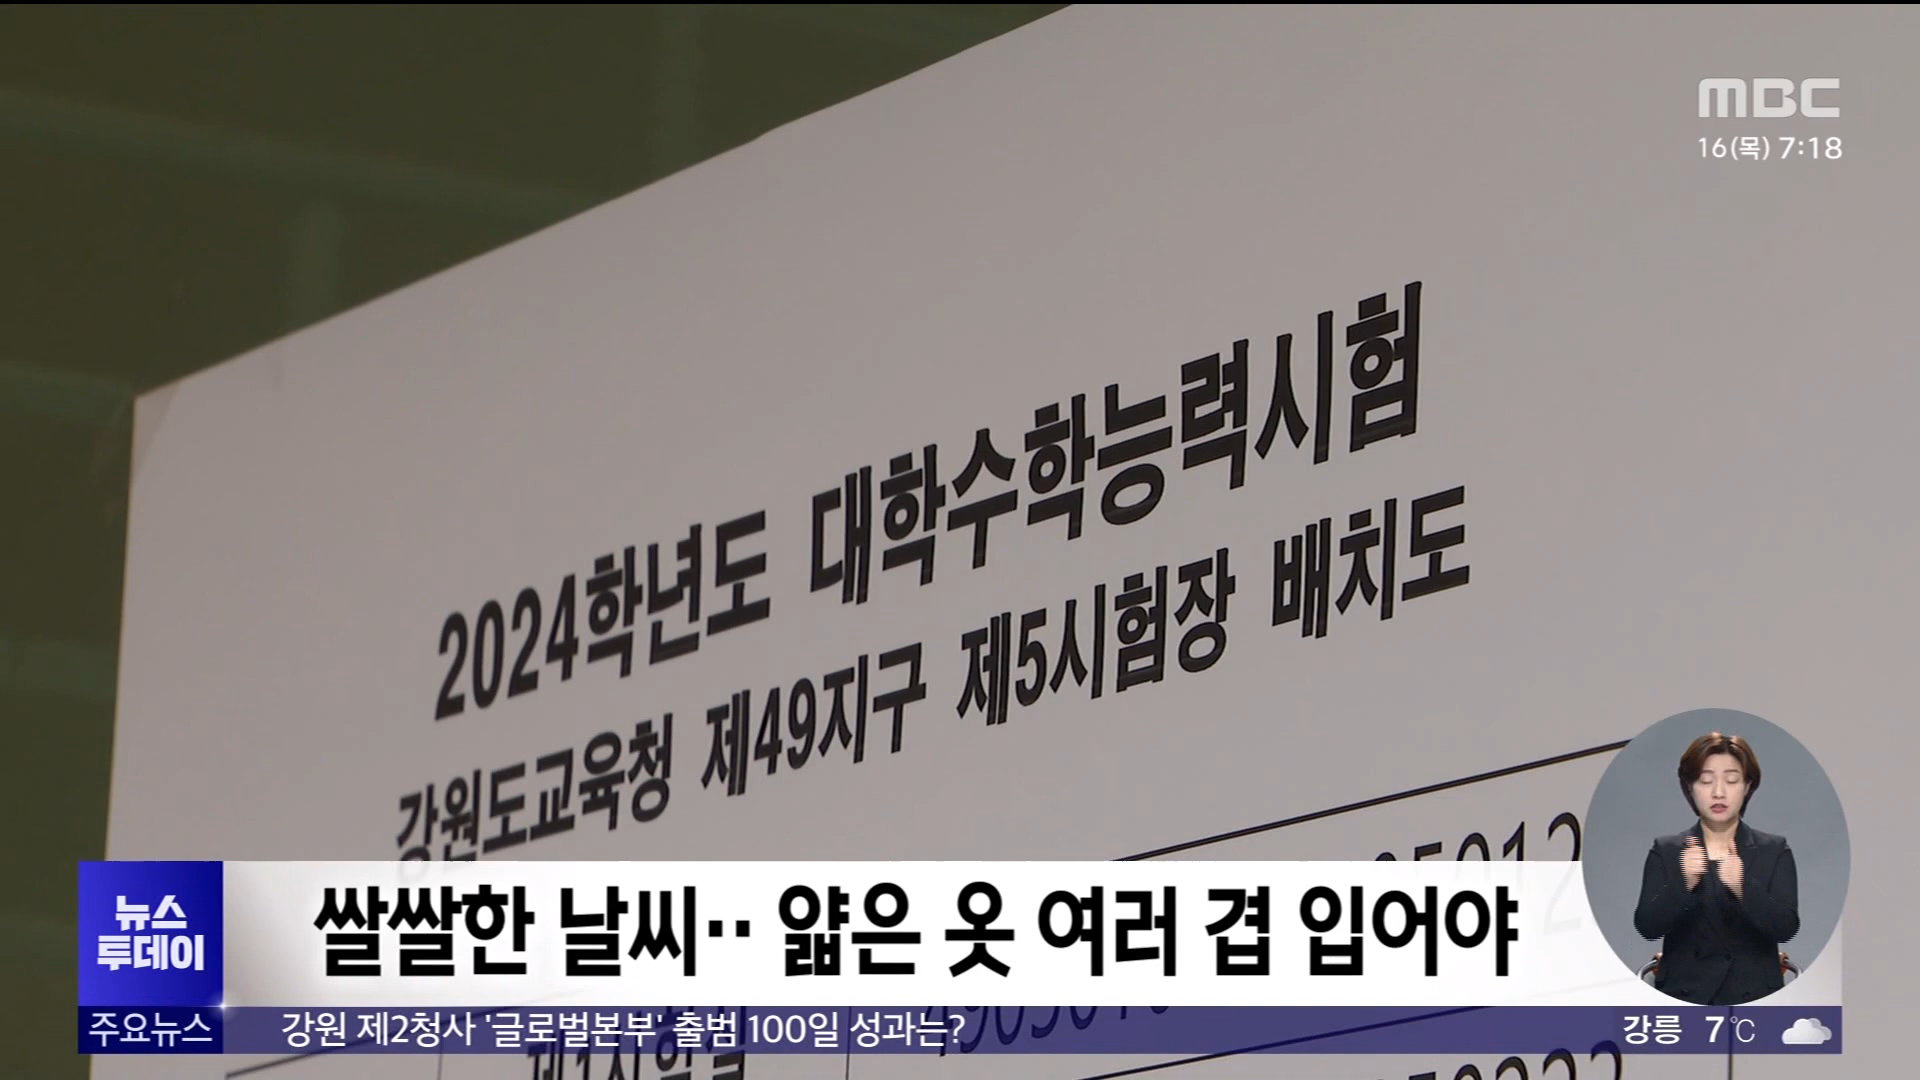 MBC
16(목) 7:18
2024학년도 대학수학능력시험
강원도교육청 제49지구 제5시험장 배치도
뉴스
투데이
쌀쌀한 날씨‥ 얇은 옷 여러 겹 입어야
주요뉴스 강원 제2청사 '글로벌본부' 출범 100일 성과는? 강릉 7℃